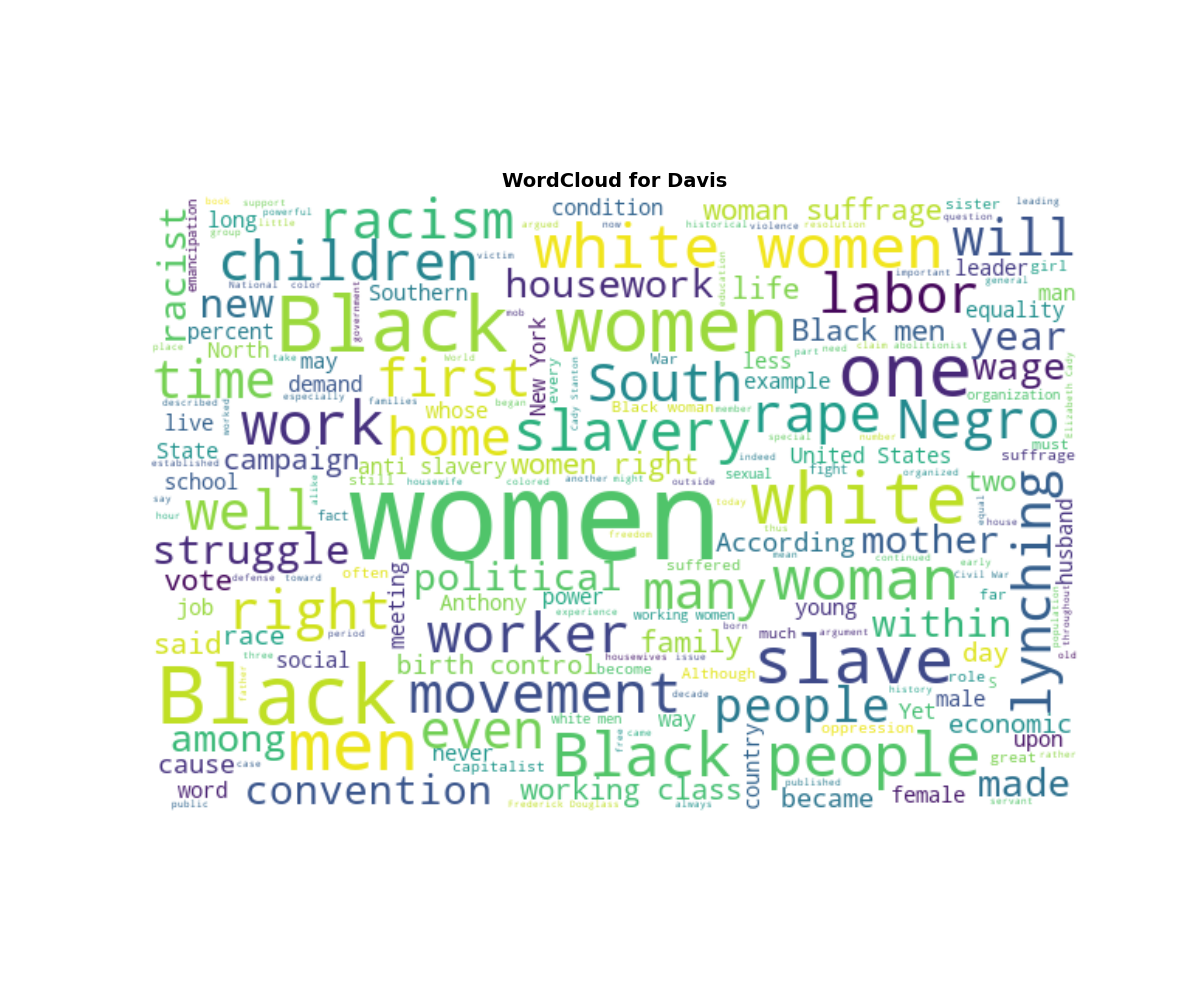 WordCloud for Davis
book support
powerful
long
little
group
racist
emancipation
racism
argued
condition
now
woman suffrage
historical violence resolution
sister
question
leading
children
victim
white women
will
National color
Southern
housework
education
life
important
leader girl
general
new
government
mob
labor
man
equality
percent
Black women
Black men
year
place
North
take
may
World
New York
War
less
part need
claim abolitionist
time
demand
first
every
Cady Stanton
South
example
one
wage
Elizabeth Cady
especially
families
began
organization
described
worked
live
whose
Black woman
member
rape
Negro
work
home
slavery
special
number
must
State
campaign
anti slavery
women right
indeed
United States
suffrage
established
school
still
housewife
colored
another might
sexual
fight
organized
two
say
alike
outside
hour
well
fact
women
today
white
equal
house
lynching
husband
freedom
thus
struggle
According
mother
mean
continued
early
vote
defense toward
often
meeting
political
suffered
many
woman
Civil War
job
right
Anthony
power
experience
working women
young
far
population
throughout
said
race
period
worker
family
born
much
argument
within
three
social
birth control
housewives issue
become
Although
slave
day
old
father
Black
movement
decade
people
history
role
S
male
Yet
economic
among
men
even
white men
way
free
came
country
oppression
upon
cause
case
never
capitalist
Black people
great rather
word
convention
working class
published
became
female
made
public
Frederick Douglass
always
servant